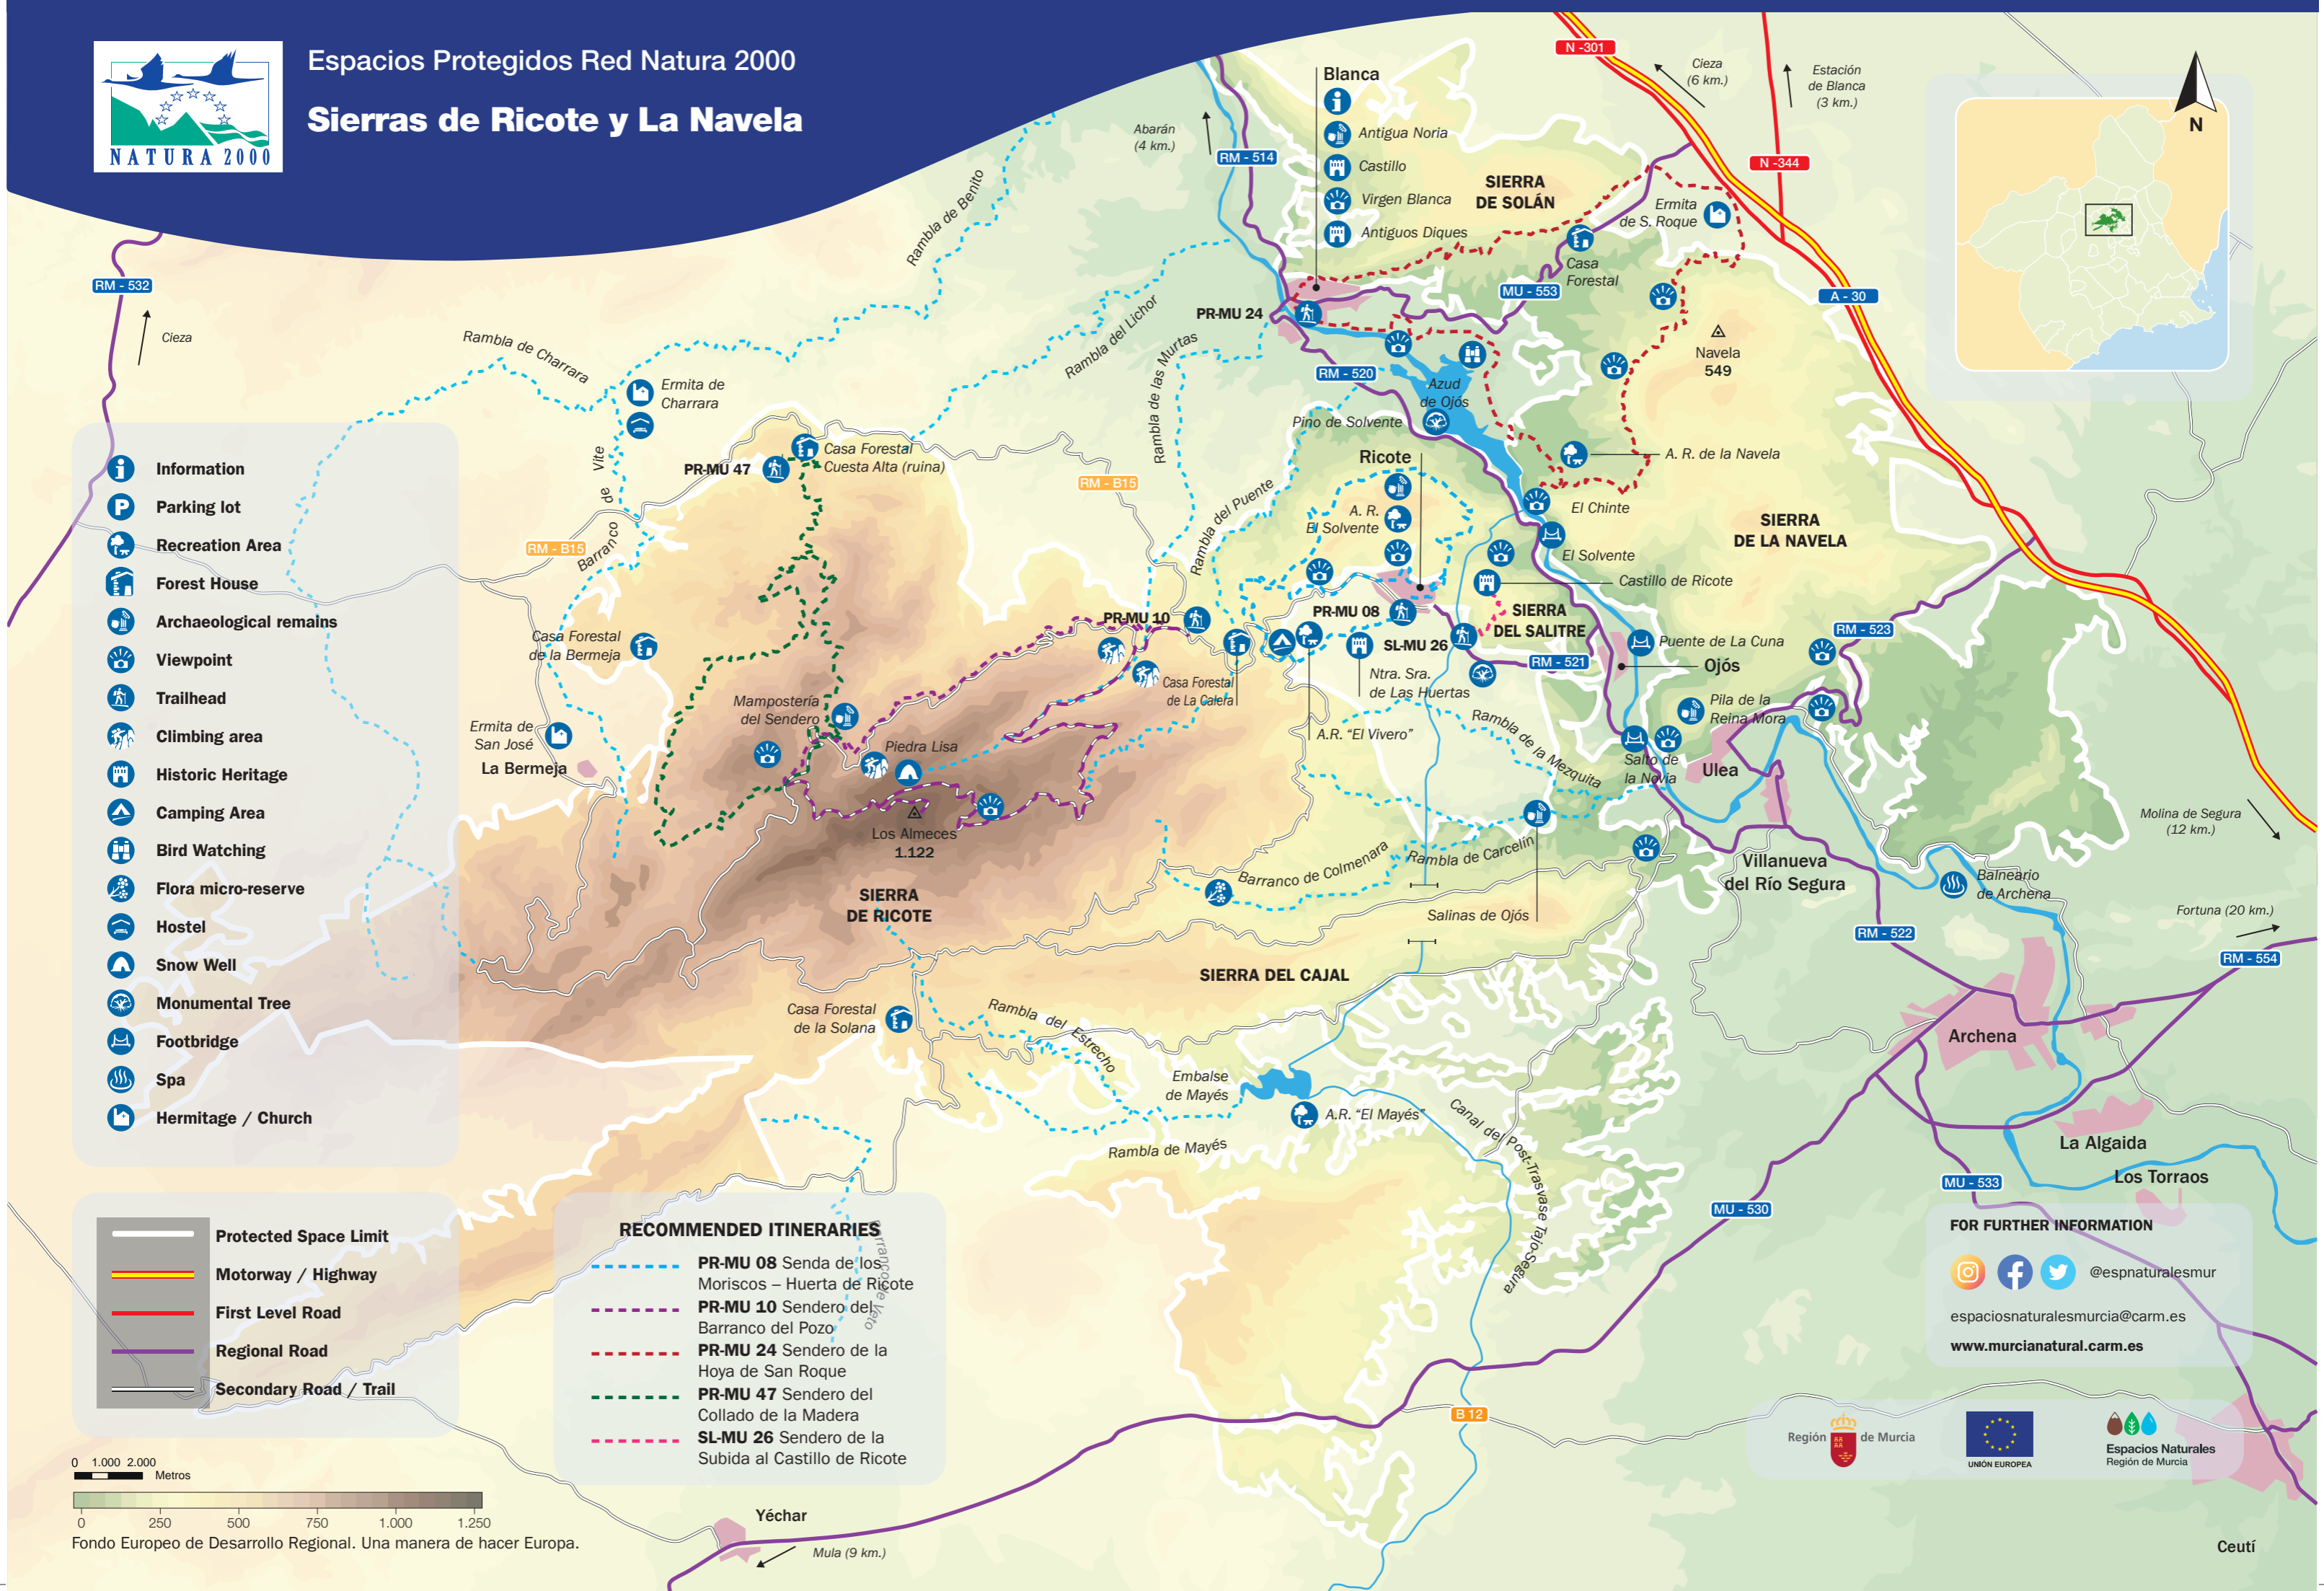 NATURA 2000
Espacios Protegidos Red Natura 2000
Sierras de Ricote y La Navela
N -301
Cieza
(6 km.)
Estación
de Blanca
(3 km.)
N -344
N
Abarán
(4 km.)
RM - 514
Blanca
Antigua Noria
Castillo
Virgen Blanca
Antiguos Diques
SIERRA
DE SOLÁN
Ermita
de S. Roque
Casa
Forestal
MU - 553
A - 30
Rambla de Benito
RM - 532
Cieza
Rambla de Charrara
Rambla del Lichor
Rambla de las Murtas
PR-MU 24
RM - 520
Navela
549
Azud
de Ojós
Pino de Solvente
Ermita de
Charrara
Barranco de Vite
PR-MU 47
Casa Forestal
Cuesta Alta (ruina)
RM - B15
RM - B15
Ricote
A. R. de la Navela
Rambla del Puente
A. R.
El Solvente
El Chinte
SIERRA
DE LA NAVELA
El Solvente
Castillo de Ricote
PR-MU 10
PR-MU 08
SIERRA
DEL SALITRE
SL-MU 26
RM - 523
Puente de La Cuna
Ojós
RM - 521
Casa Forestal
de la Bermeja
Casa Forestal
de La Calera
Ntra. Sra.
de Las Huertas
Mampostería
del Sendero
Pila de la
Reina Mora
Ermita de
San José
La Bermeja
Piedra Lisa
A.R. “El Vivero”
Rambla de la Mezquita
Salto de
la Novia
Ulea
Los Almeces
1.122
Molina de Segura
(12 km.)
Rambla de Carcelín
Barranco de Colmenara
Villanueva
del Río Segura
Balneario
de Archena
SIERRA
DE RICOTE
Salinas de Ojós
Fortuna (20 km.)
RM - 522
RM - 554
SIERRA DEL CAJAL
Casa Forestal
de la Solana
Rambla del Estrecho
Archena
Embalse
de Mayés
A.R. “El Mayés”
Canal del Post-Trasvase Tajo-Segura
Rambla de Mayés
La Algaida
Los Torraos
MU - 533
MU - 530
B 12
Barranco de Veto
Yéchar
Mula (9 km.)
Ceutí
Information
Parking lot
Recreation Area
Forest House
Archaeological remains
Viewpoint
Trailhead
Climbing area
Historic Heritage
Camping Area
Bird Watching
Flora micro-reserve
Hostel
Snow Well
Monumental Tree
Footbridge
Spa
Hermitage / Church
Protected Space Limit
Motorway / Highway
First Level Road
Regional Road
Secondary Road / Trail
RECOMMENDED ITINERARIES
PR-MU 08 Senda de los
Moriscos – Huerta de Ricote
PR-MU 10 Sendero del
Barranco del Pozo
PR-MU 24 Sendero de la
Hoya de San Roque
PR-MU 47 Sendero del
Collado de la Madera
SL-MU 26 Sendero de la
Subida al Castillo de Ricote
FOR FURTHER INFORMATION
@espnaturalesmur
espaciosnaturalesmurcia@carm.es
www.murcianatural.carm.es
Región de Murcia
UNIÓN EUROPEA
Espacios Naturales
Región de Murcia
0 1.000 2.000
Metros
0 250 500 750 1.000 1.250
Fondo Europeo de Desarrollo Regional. Una manera de hacer Europa.